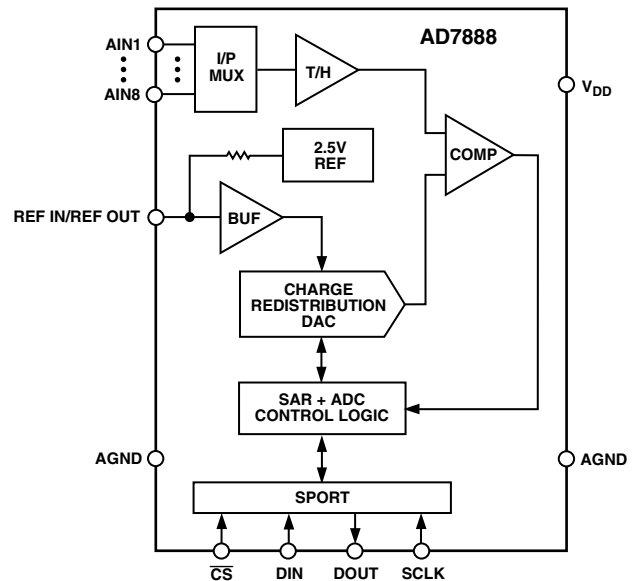 AD7888
AIN1
AIN8
I/P
MUX
T/H
VDD
COMP
2.5V
REF
REF IN/REF OUT
BUF
CHARGE
REDISTRIBUTION
DAC
SAR + ADC
CONTROL LOGIC
AGND
AGND
SPORT
CS
DIN
DOUT
SCLK